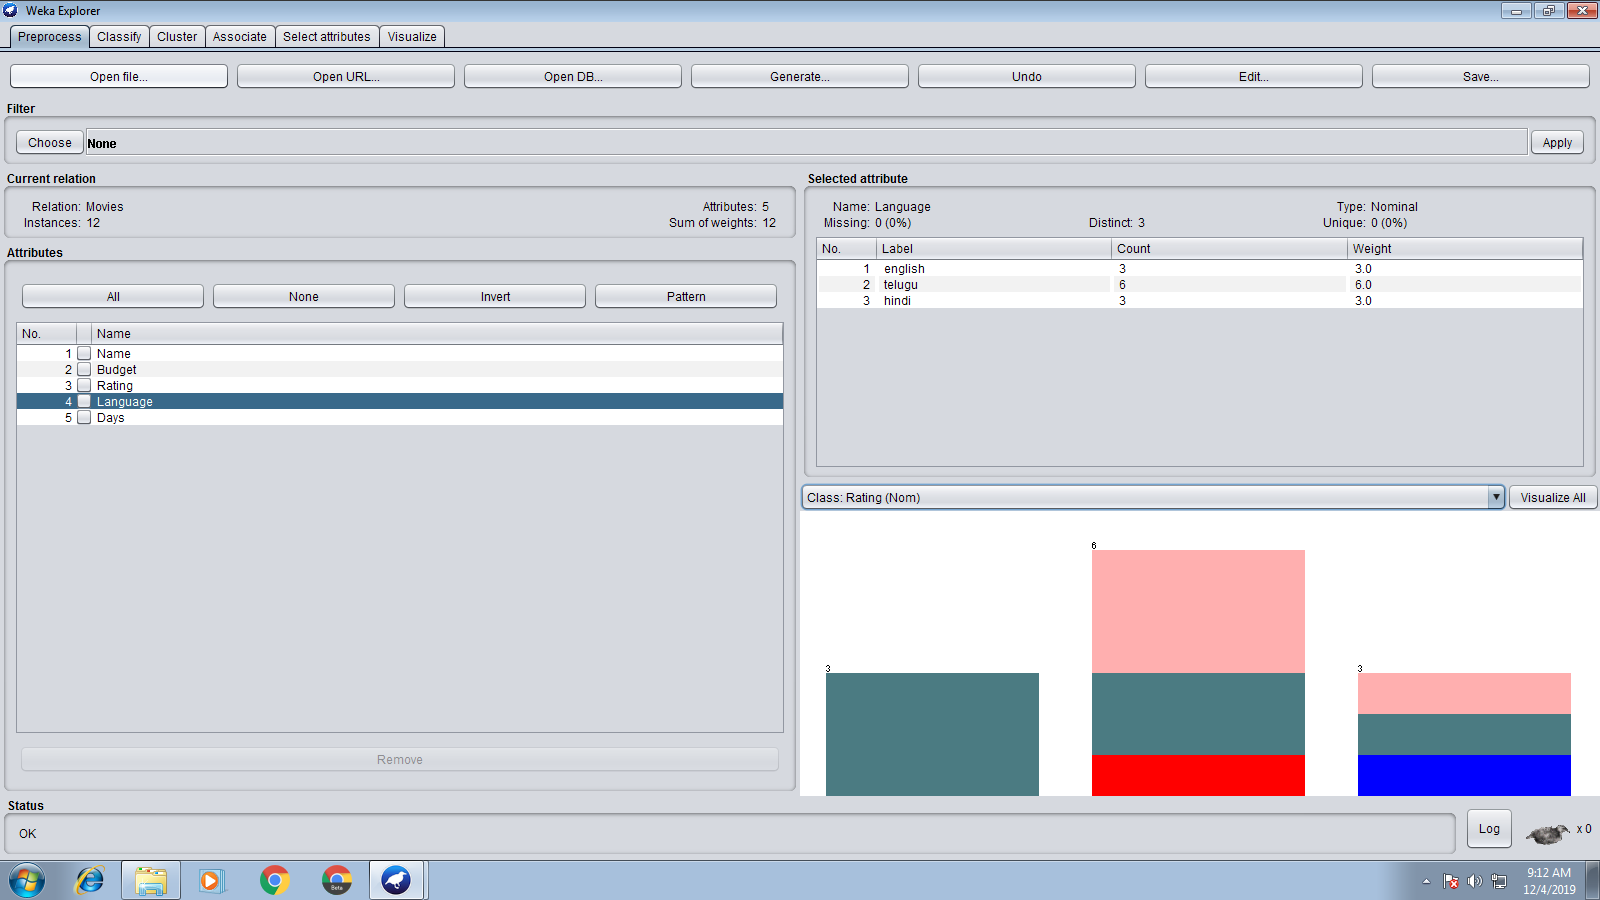 Weka Explorer
Preprocess Classify Cluster Associate Select attributes Visualize
Open file... Open URL... Open DB... Generate... Undo Edit... Save...
Filter
Choose None Apply
Current relation
Relation: Movies Attributes: 5
Instances: 12 Sum of weights: 12
Attributes
All None Invert Pattern
No. Name
1 Name
2 Budget
3 Rating
4 Language
5 Days
Remove
Selected attribute
Name: Language Type: Nominal
Missing: 0 (0%) Distinct: 3 Unique: 0 (0%)
No. Label Count Weight
1 english 3 3.0
2 telugu 6 6.0
3 hindi 3 3.0
Class: Rating (Nom) Visualize All
6
3 3
Status
OK
Log x 0
Beta
9:12 AM
12/4/2019